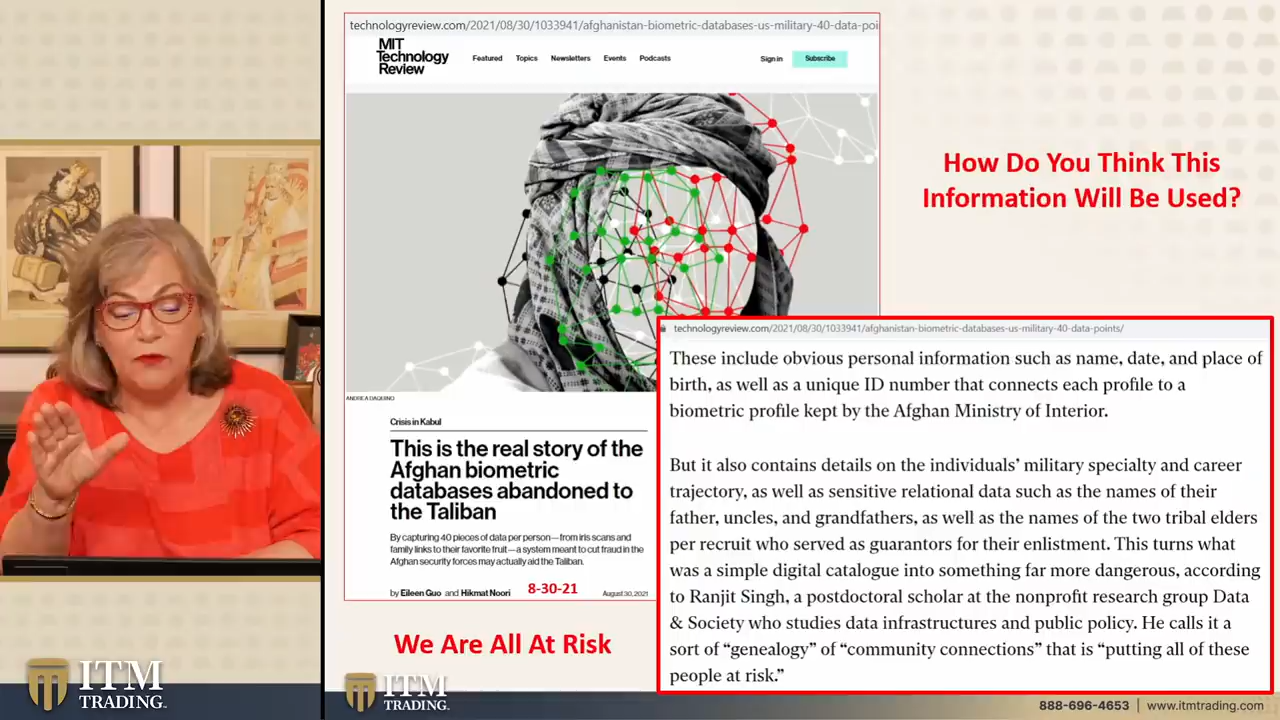 technologyreview.com/2021/08/30/1033941/afghanistan-biometric-databases-us-military-40-data-poi
MIT
Technology
Review
Featured Topics Newsletters Events Podcasts
Sign in Subscribe
How Do You Think This
Information Will Be Used?
ANDREA DAQUINO
Crisis in Kabul
This is the real story of the
Afghan biometric
databases abandoned to
the Taliban
By capturing 40 pieces of data per person—from iris scans and
family links to their favorite fruit—a system meant to cut fraud in the
Afghan security forces may actually aid the Taliban.
by Eileen Guo and Hikmat Noori 8-30-21 August 30, 2021
We Are All At Risk
technologyreview.com/2021/08/30/1033941/afghanistan-biometric-databases-us-military-40-data-points/
These include obvious personal information such as name, date, and place of
birth, as well as a unique ID number that connects each profile to a
biometric profile kept by the Afghan Ministry of Interior.
But it also contains details on the individuals’ military specialty and career
trajectory, as well as sensitive relational data such as the names of their
father, uncles, and grandfathers, as well as the names of the two tribal elders
per recruit who served as guarantors for their enlistment. This turns what
was a simple digital catalogue into something far more dangerous, according
to Ranjit Singh, a postdoctoral scholar at the nonprofit research group Data
& Society who studies data infrastructures and public policy. He calls it a
sort of “genealogy” of “community connections” that is “putting all of these
people at risk.”
ITM
TRADING
ITM
TRADING
888-696-4653 | www.itmtrading.com